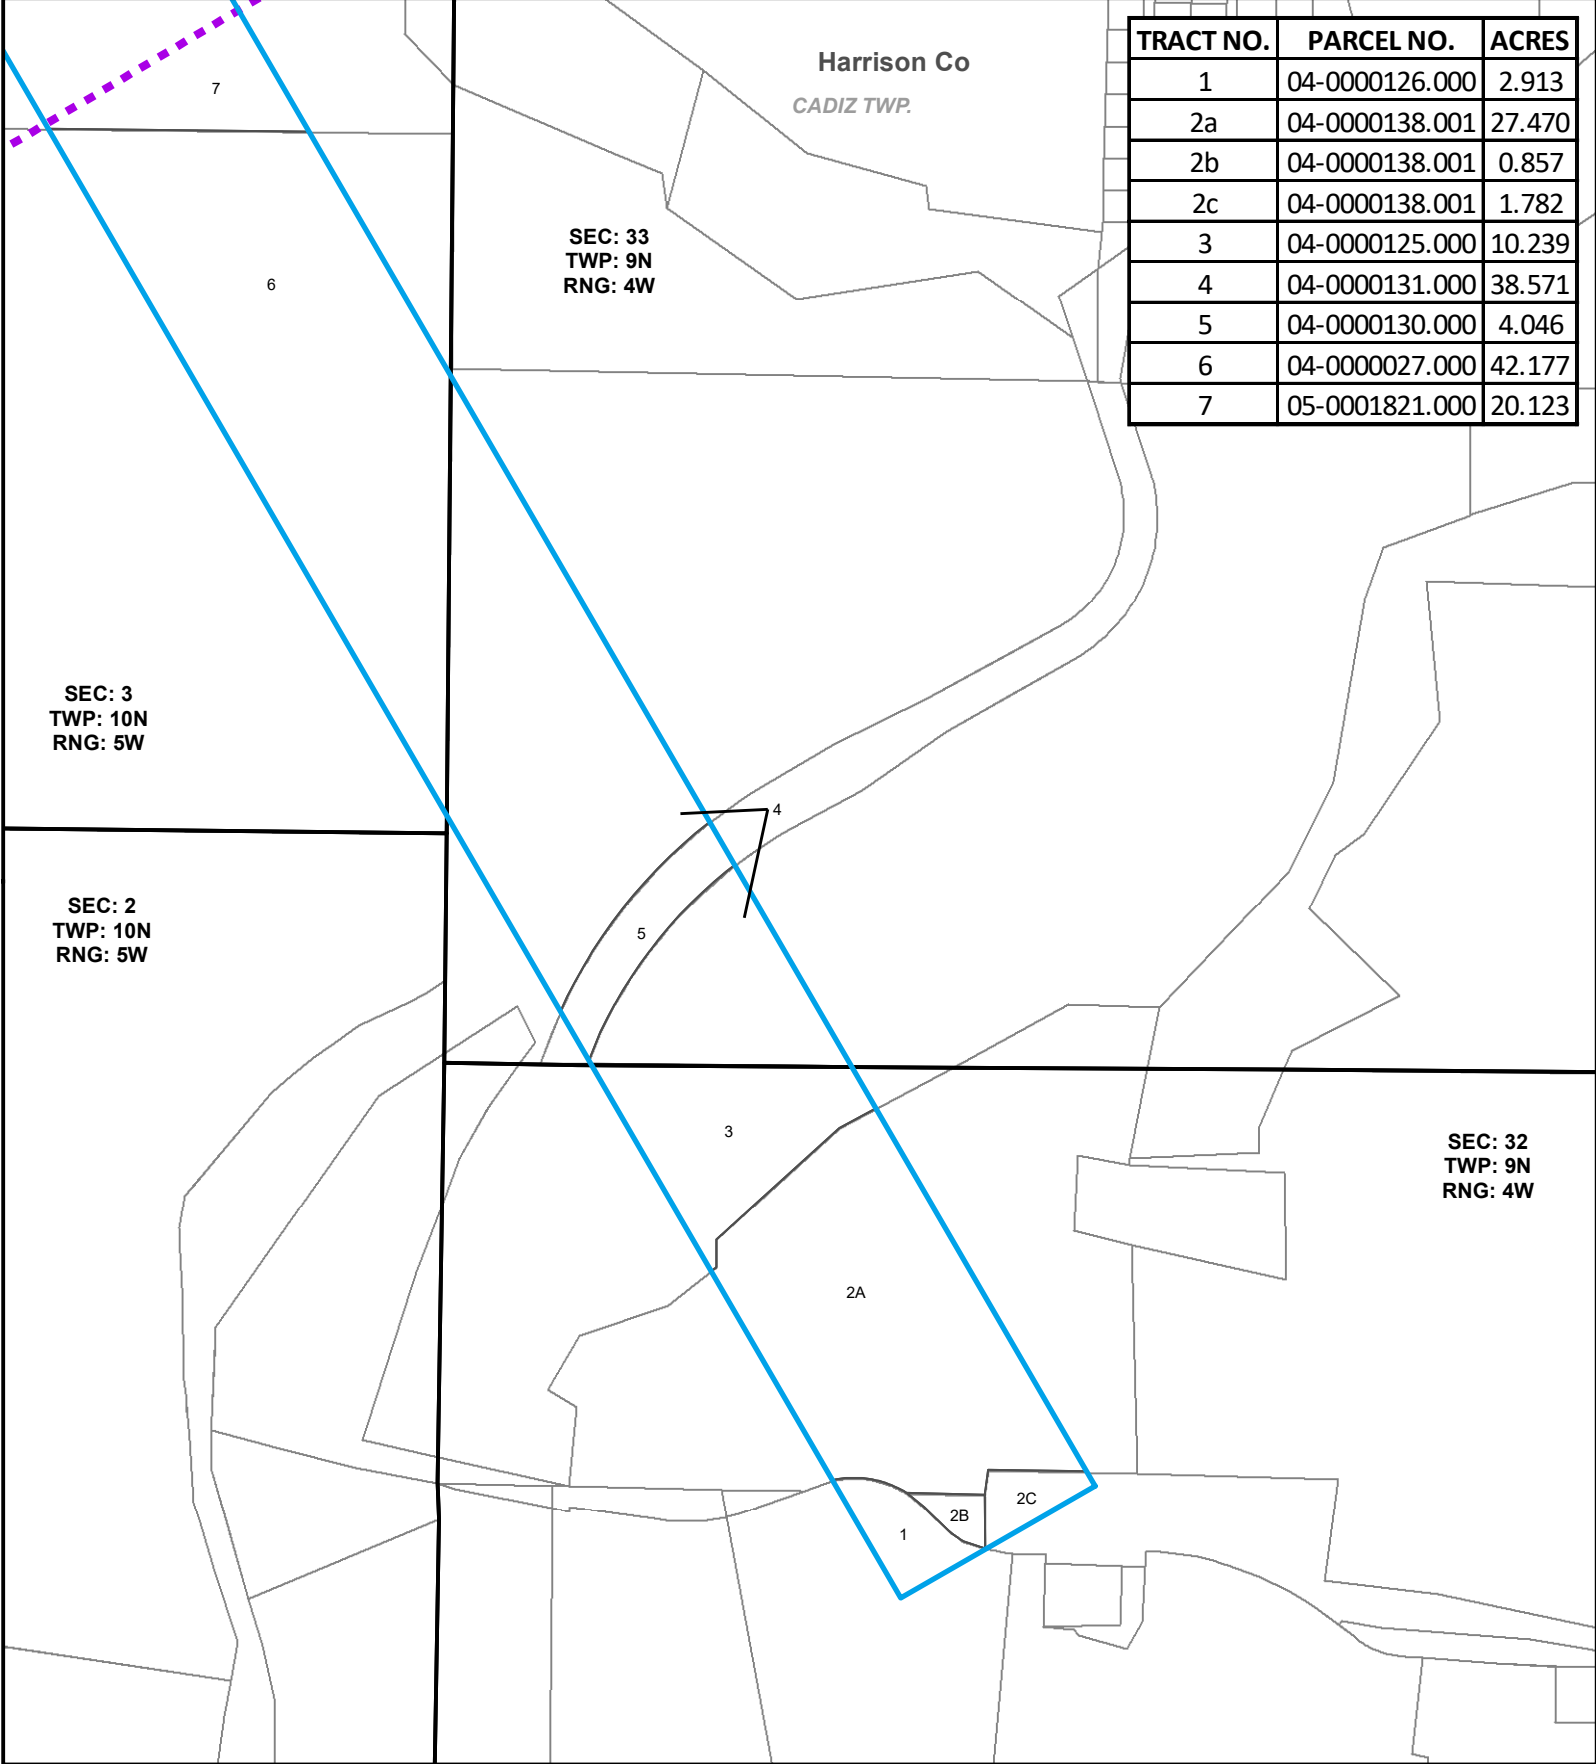 Harrison Co
CADIZ TWP.
TRACT NO. PARCEL NO. ACRES
1 04-0000126.000 2.913
2a 04-0000138.001 27.470
2b 04-0000138.001 0.857
2c 04-0000138.001 1.782
3 04-0000125.000 10.239
4 04-0000131.000 38.571
5 04-0000130.000 4.046
6 04-0000027.000 42.177
7 05-0001821.000 20.123
7
SEC: 33
TWP: 9N
RNG: 4W
6
SEC: 3
TWP: 10N
RNG: 5W
4
SEC: 2
TWP: 10N
RNG: 5W
5
3
SEC: 32
TWP: 9N
RNG: 4W
2A
2C
2B
1